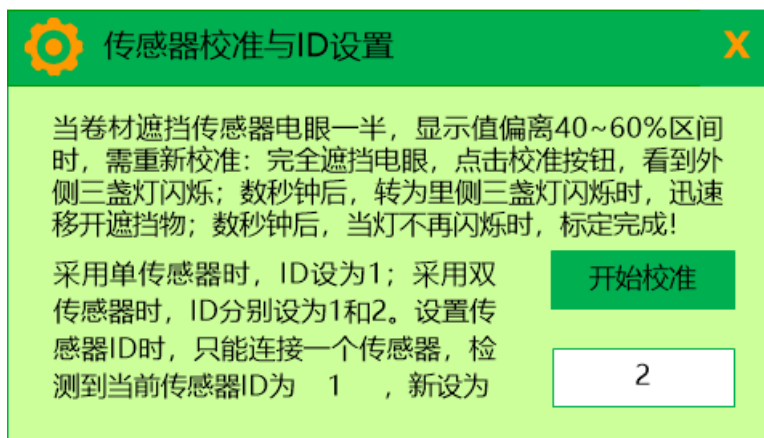 传感器校准与ID设置
X
当卷材遮挡传感器电眼一半，显示值偏离40~60%区间
时，需重新校准：完全遮挡电眼，点击校准按钮，看到外
侧三盏灯闪烁；数秒钟后，转为里侧三盏灯闪烁时，迅速
移开遮挡物；数秒钟后，当灯不再闪烁时，标定完成！
采用单传感器时，ID设为1；采用双
传感器时，ID分别设为1和2。设置传
感器ID时，只能连接一个传感器，检
测到当前传感器ID为 1 ，新设为
开始校准
2